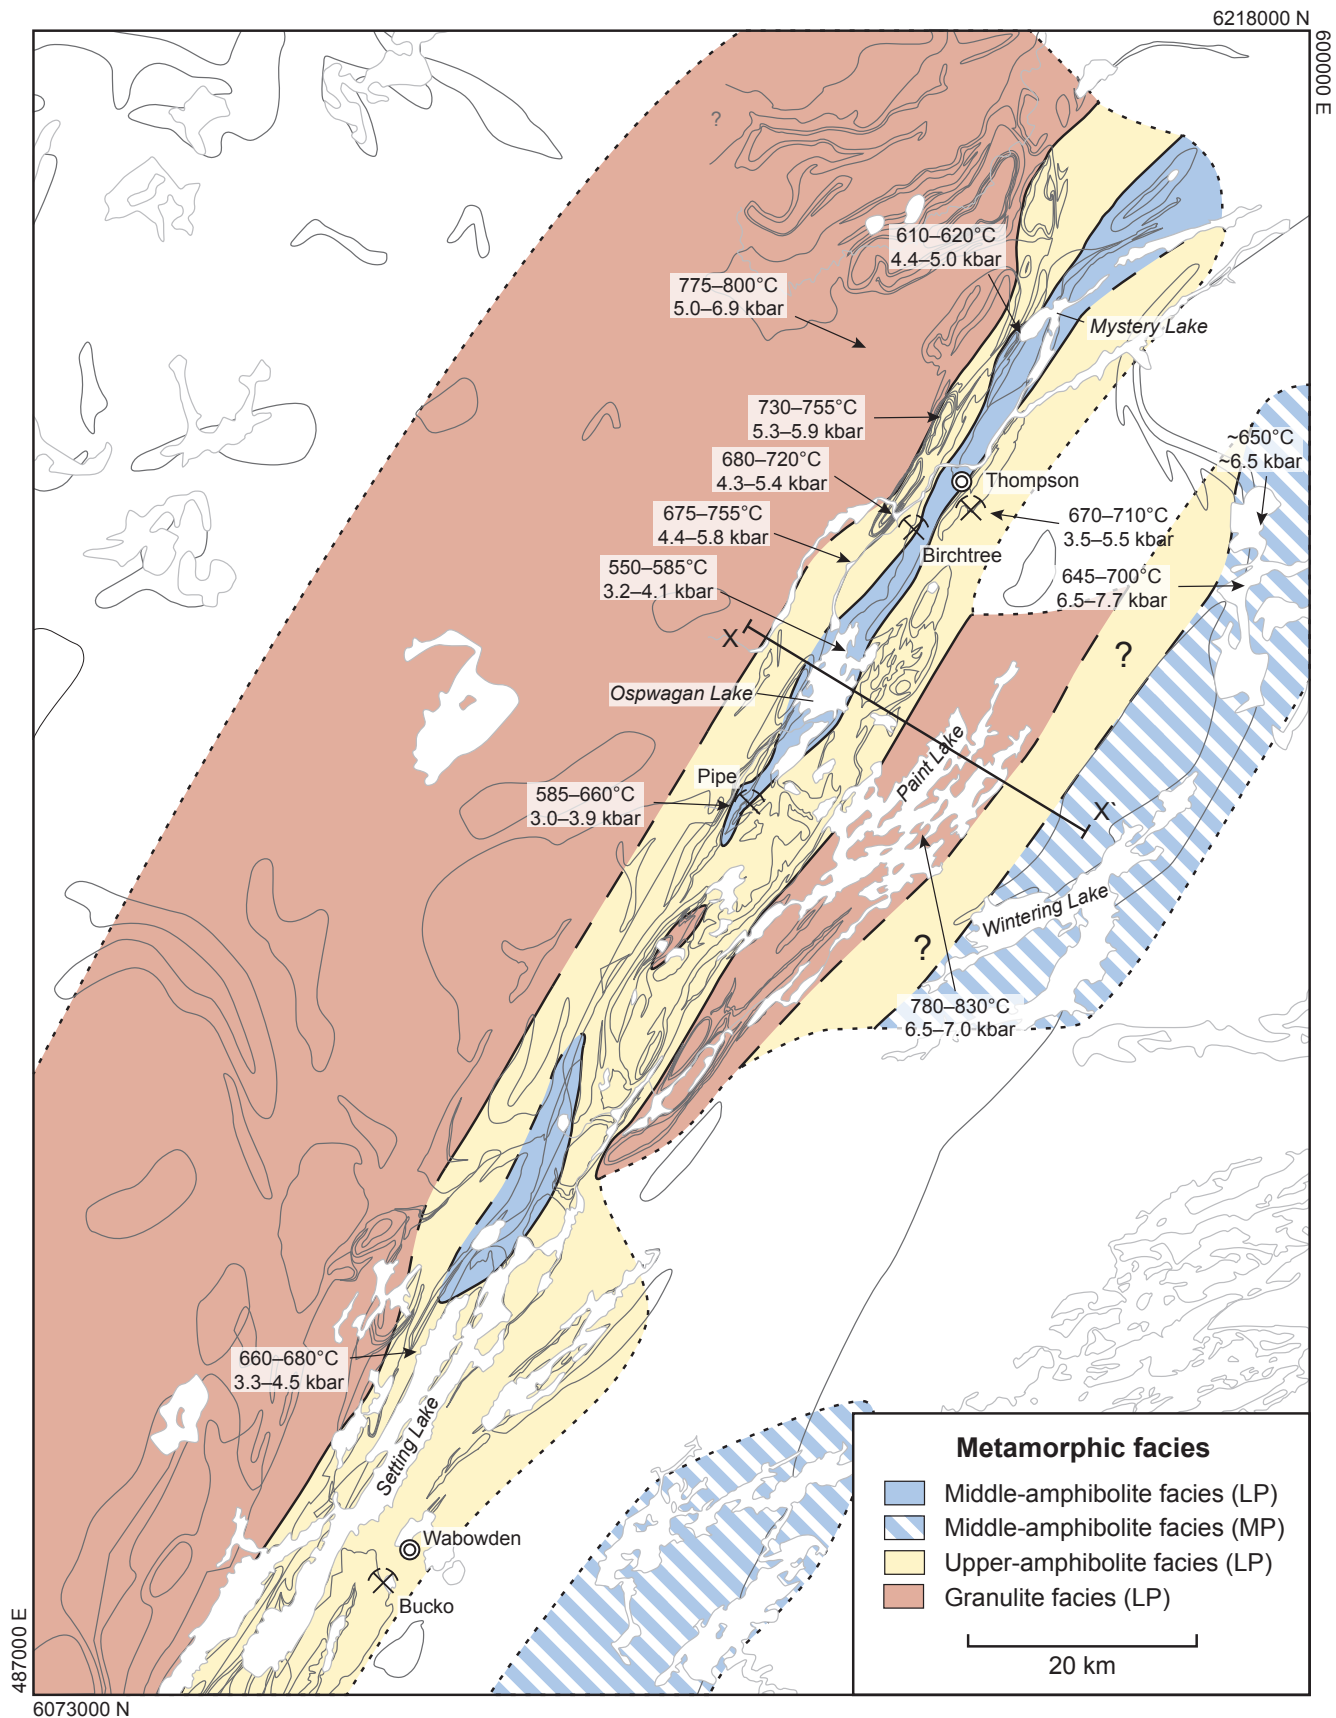 6218000 N
6000000 E
?
610–620°C
4.4–5.0 kbar
775–800°C
5.0–6.9 kbar
Mystery Lake
730–755°C
5.3–5.9 kbar
~650°C
~6.5 kbar
680–720°C
4.3–5.4 kbar
Thompson
675–755°C
4.4–5.8 kbar
670–710°C
3.5–5.5 kbar
Birchtree
550–585°C
3.2–4.1 kbar
645–700°C
6.5–7.7 kbar
X
?
Ospwagan Lake
Paint Lake
Pipe
585–660°C
3.0–3.9 kbar
X`
Wintering Lake
?
780–830°C
6.5–7.0 kbar
660–680°C
3.3–4.5 kbar
Setting Lake
Wabowden
Bucko
Metamorphic facies
Middle-amphibolite facies (LP)
Middle-amphibolite facies (MP)
Upper-amphibolite facies (LP)
Granulite facies (LP)
20 km
487000 E
6073000 N